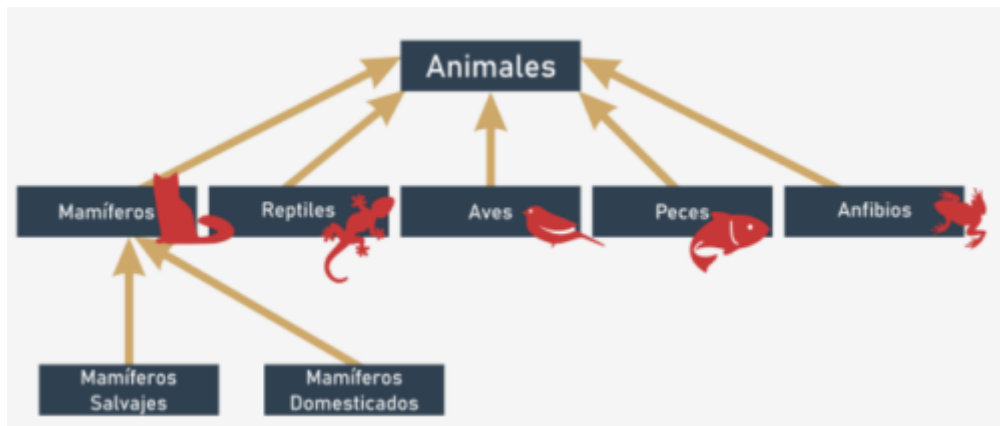 Animales
Mamíferos
Reptiles
Aves
Peces
Anfibios
Mamíferos
Salvajes
Mamíferos
Domesticados